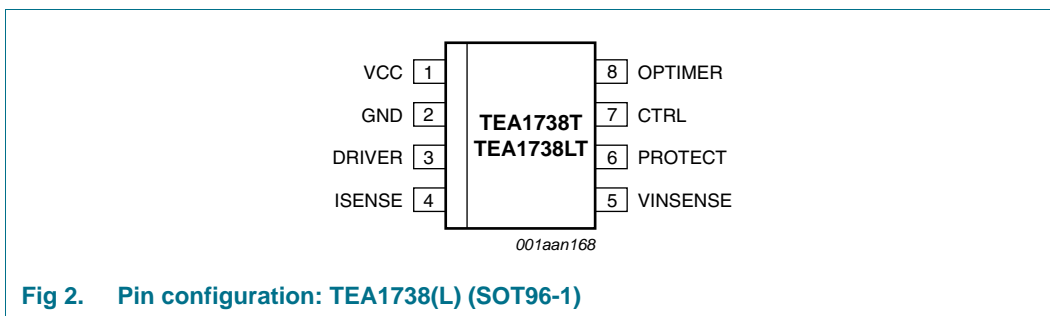 VCC 1 8 OPTIMER
GND 2 TEA1738T 7 CTRL
DRIVER 3 TEA1738LT 6 PROTECT
ISENSE 4 5 VINSENSE
001aan168
Fig 2. Pin configuration: TEA1738(L) (SOT96-1)